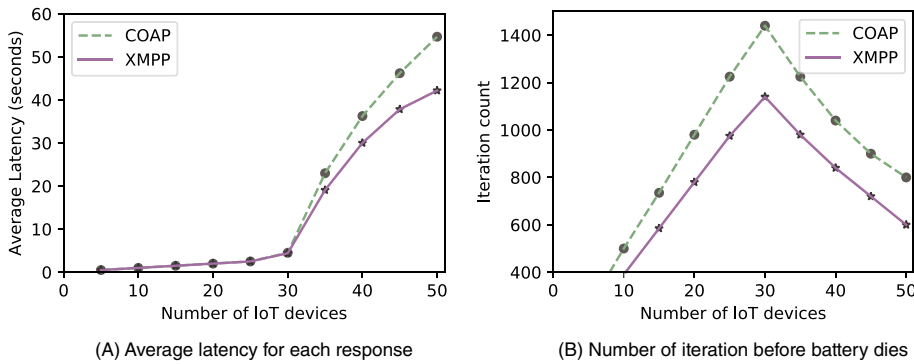 60
50
40
30
20
10
0
Average Latency (seconds)
COAP
XMPP
0 10 20 30 40 50
Number of IoT devices
(A) Average latency for each response
1400
1200
1000
800
600
400
Iteration count
COAP
XMPP
0 10 20 30 40 50
Number of IoT devices
(B) Number of iteration before battery dies